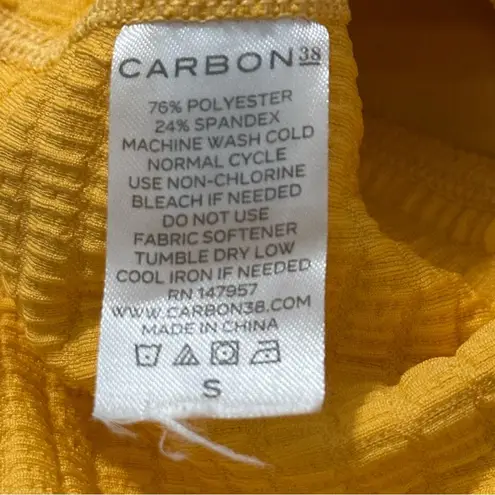 CARBON38
76% POLYESTER
24% SPANDEX
MACHINE WASH COLD
NORMAL CYCLE
USE NON-CHLORINE
BLEACH IF NEEDED
DO NOT USE
FABRIC SOFTENER
TUMBLE DRY LOW
COOL IRON IF NEEDED
RN 147957
WWW.CARBON38.COM
MADE IN CHINA
S